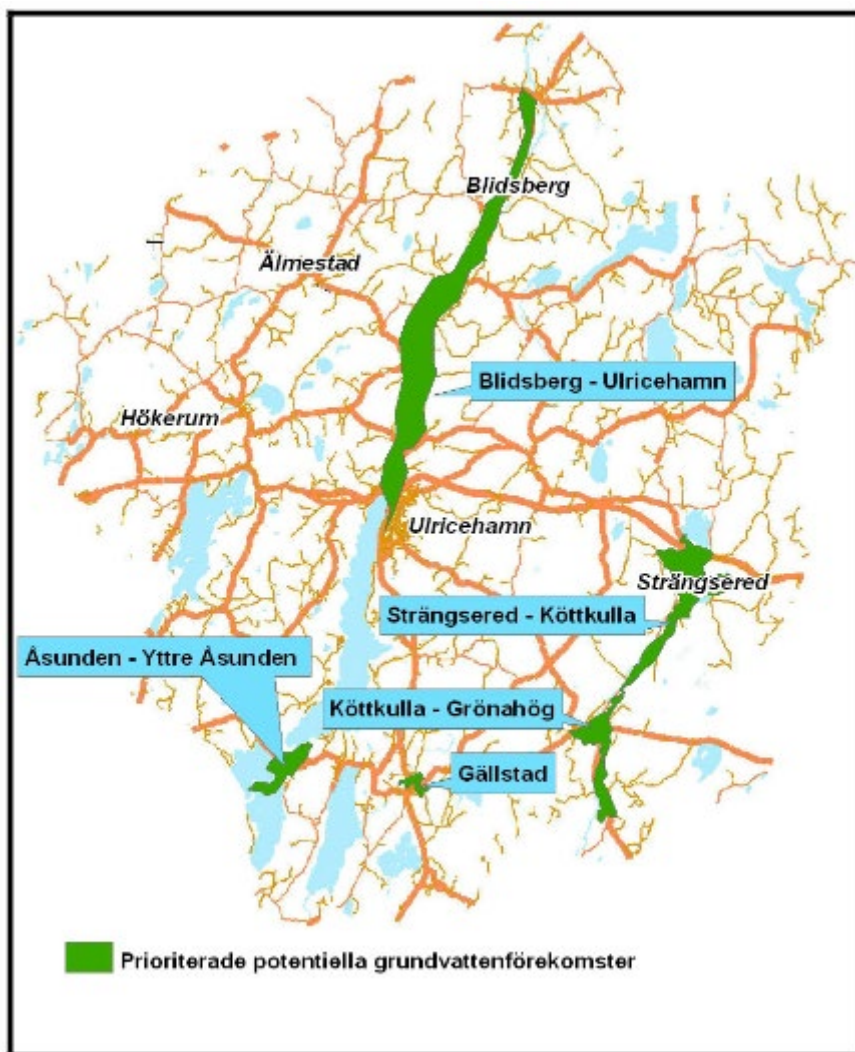 Blidsberg
Älmestad
Blidsberg - Ulricehamn
Hökerum
Ulricehamn
Strängsered
Strängsered - Köttkulla
Åsunden - Yttre Åsunden
Köttkulla - Grönahög
Gällstad
Prioriterade potentiella grundvattenförekomster